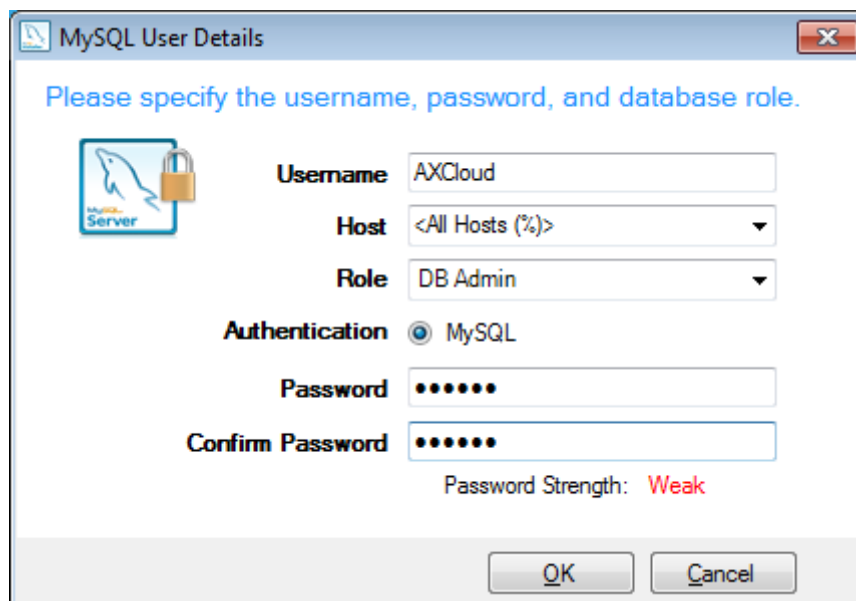 MySQL User Details
Please specify the username, password, and database role.
MySQL
Server
Username AXCloud
Host <All Hosts (%)>
Role DB Admin
Authentication MySQL
Password ●●●●●●
Confirm Password ●●●●●●
Password Strength: Weak
OK Cancel